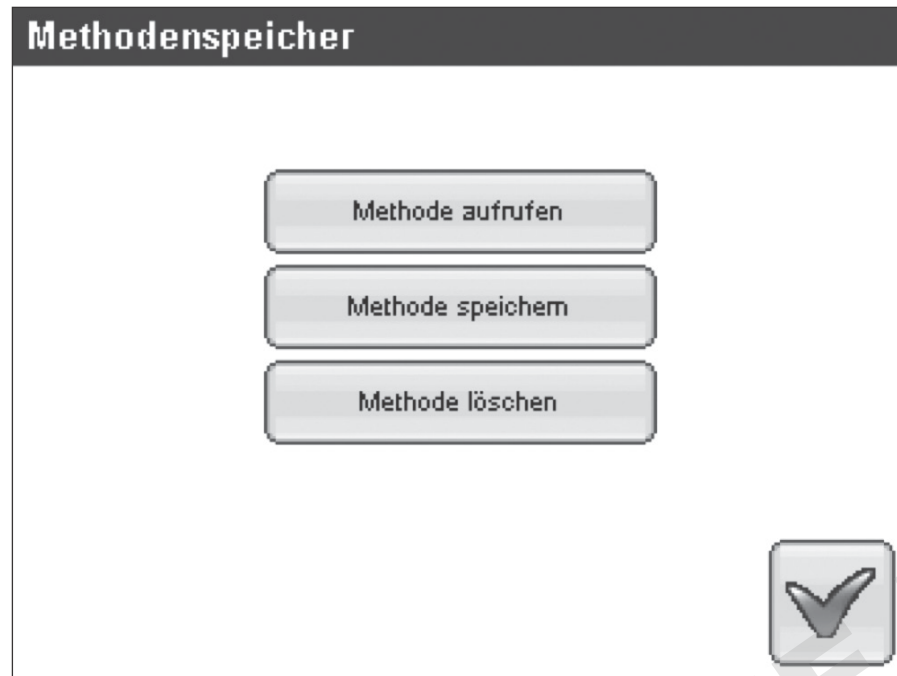 Methodenspeicher
Methode aufrufen
Methode speichern
Methode löschen